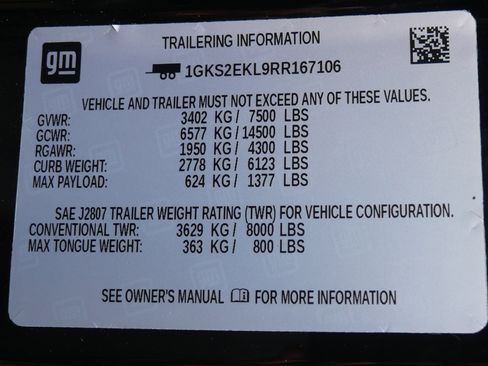 gm
TRAILERING INFORMATION
1GKS2EKL9RR167106
VEHICLE AND TRAILER MUST NOT EXCEED ANY OF THESE VALUES.
GVWR: 3402 KG / 7500 LBS
GCWR: 6577 KG / 14500 LBS
RGAWR: 1950 KG / 4300 LBS
CURB WEIGHT: 2778 KG / 6123 LBS
MAX PAYLOAD: 624 KG / 1377 LBS
SAE J2807 TRAILER WEIGHT RATING (TWR) FOR VEHICLE CONFIGURATION.
CONVENTIONAL TWR: 3629 KG / 8000 LBS
MAX TONGUE WEIGHT: 363 KG / 800 LBS
SEE OWNER'S MANUAL FOR MORE INFORMATION